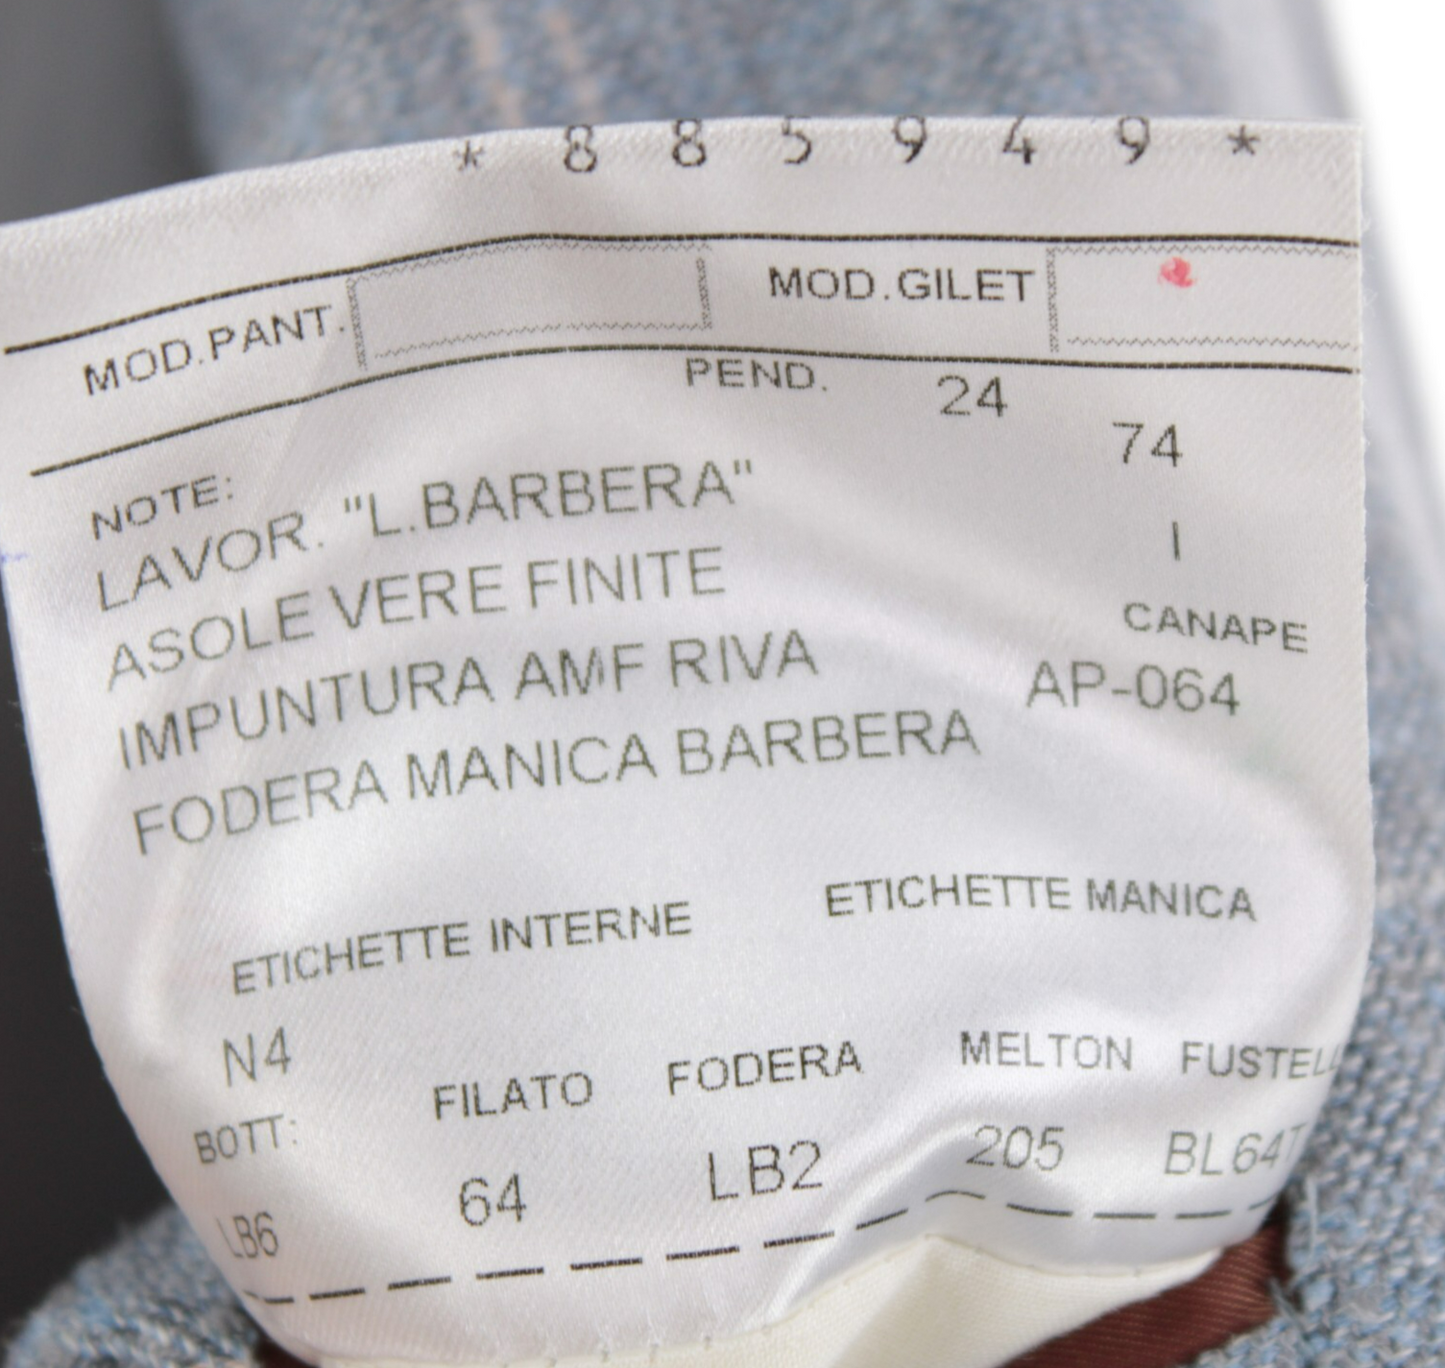 * 8 8 5 9 4 9 *
MOD.PANT. MOD.GILET
PEND. 24 74
NOTE:
LAVOR. "L.BARBERA" I
ASOLE VERE FINITE CANAPE
IMPUNTURA AMF RIVA AP-064
FODERA MANICA BARBERA
ETICHETTE INTERNE ETICHETTE MANICA
N4
BOTT: FILATO FODERA MELTON FUSTELL
LB6 64 LB2 205 BL64T